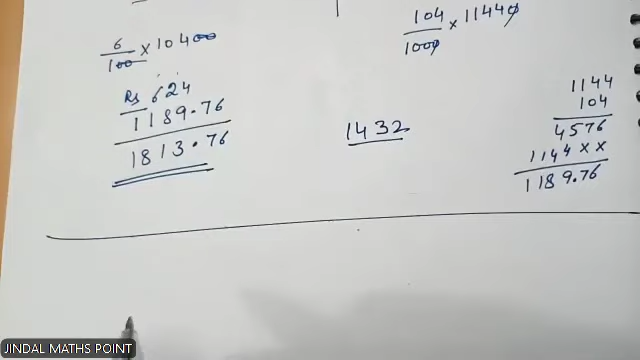 6/100 × 10400
Rs 624
1189.76
1813.76
1432
104/1000 × 11440
1144
104
4576
1144××
1189.76
JINDAL MATHS POINT